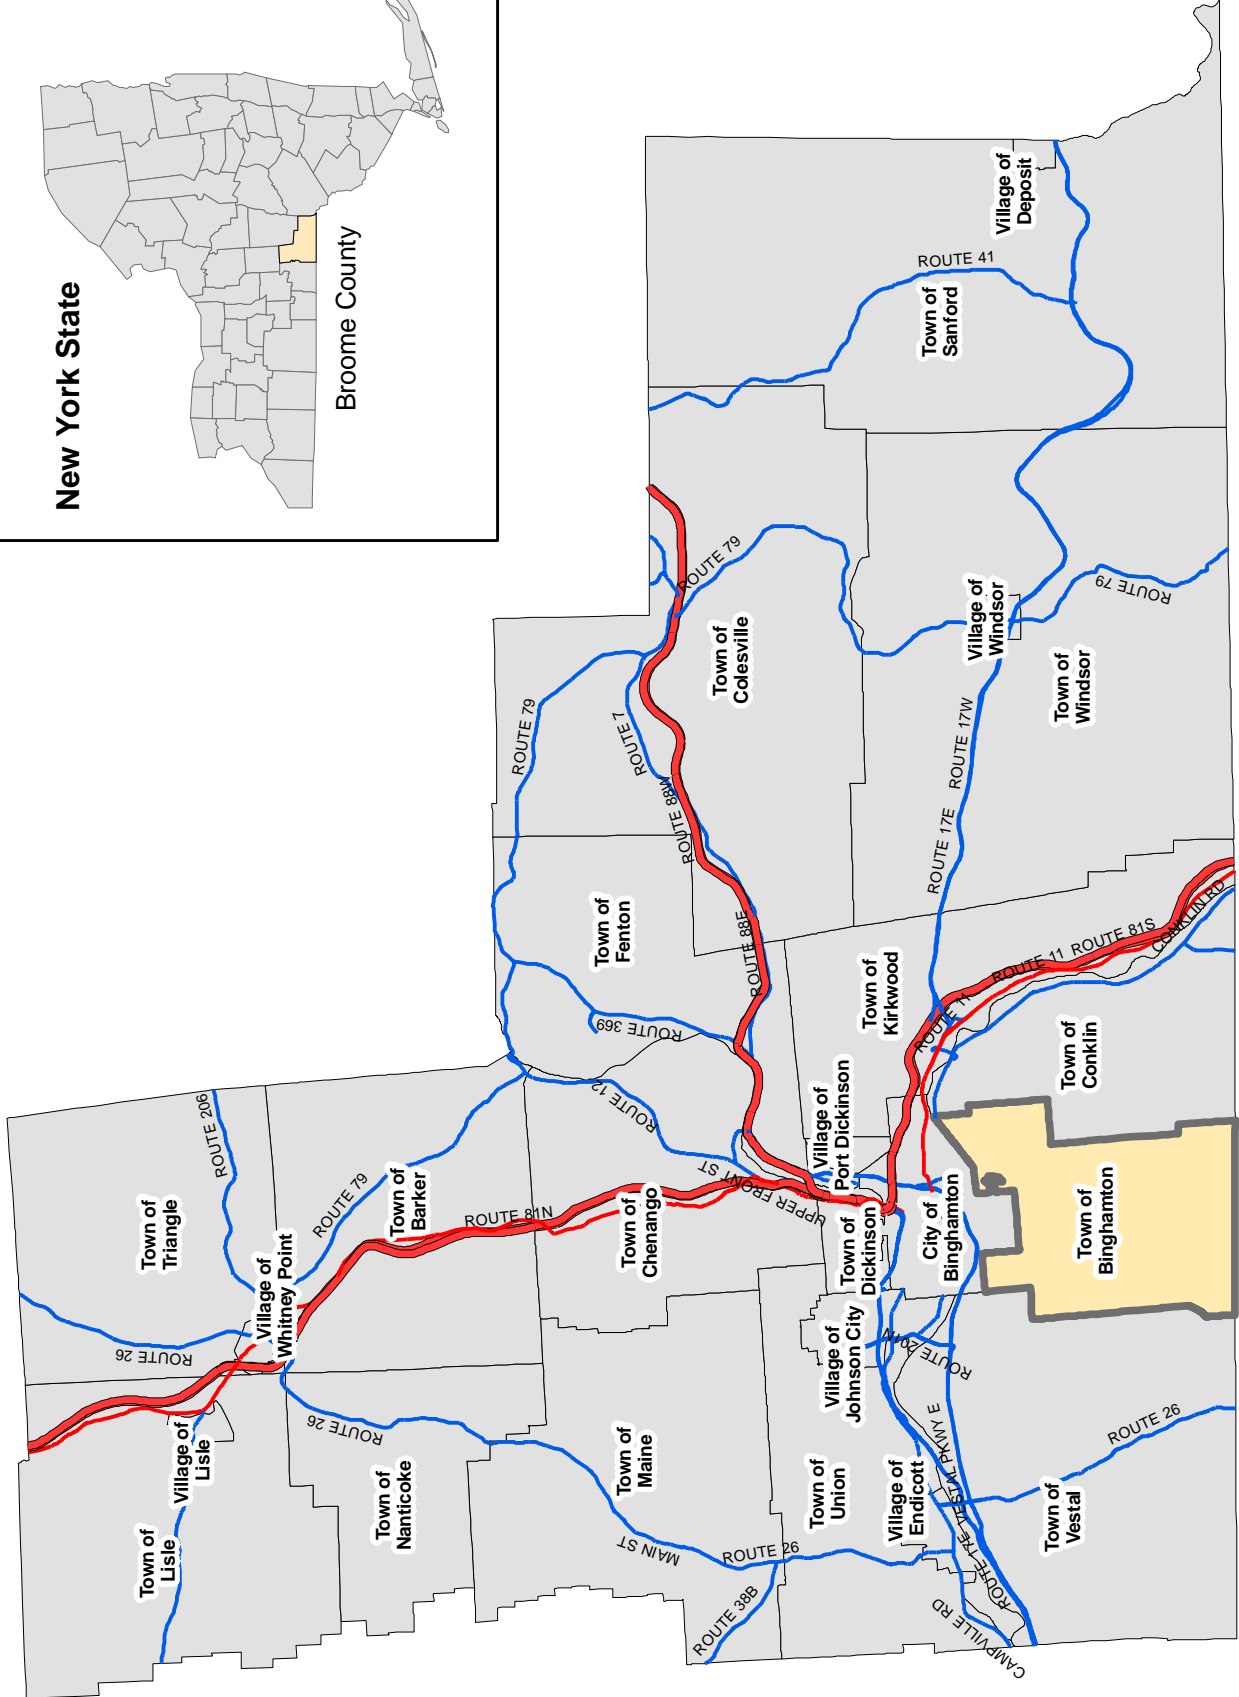 New York State
Broome County
Village of
Deposit
ROUTE 41
Town of
Sanford
ROUTE 79
Town of
Colesville
Village of
Windsor
ROUTE 79
Town of
Windsor
ROUTE 79
ROUTE 7
ROUTE 88W
ROUTE 17W
ROUTE 17E
Town of
Fenton
ROUTE 88E
ROUTE 369
Town of
Kirkwood
ROUTE 11
ROUTE 11
ROUTE 81S
CONKLIN RD
Town of
Conklin
ROUTE 206
ROUTE 12
Village of
Port Dickinson
Town of
Triangle
ROUTE 79
Town of
Barker
ROUTE 81N
Town of
Chenango
UPPER FRONT ST
Town of
Dickinson
City of
Binghamton
Town of
Binghamton
Village of
Whitney Point
ROUTE 26
Village of
Johnson City
ROUTE 201N
Village of
Lisle
ROUTE 26
Town of
Lisle
Town of
Nanticoke
Town of
Maine
MAIN ST
ROUTE 26
ROUTE 38B
Town of
Union
Village of
Endicott
VESTAL PKWY E
ROUTE 17E
ROUTE 26
Town of
Vestal
CAMPVILLE RD